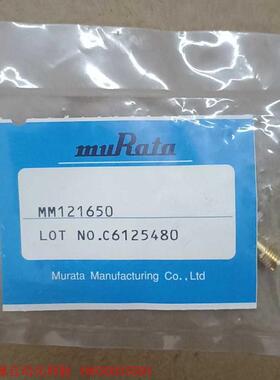 muRata
MM121650
LOT NO.C6125480
Murata Manufacturing Co.,Ltd